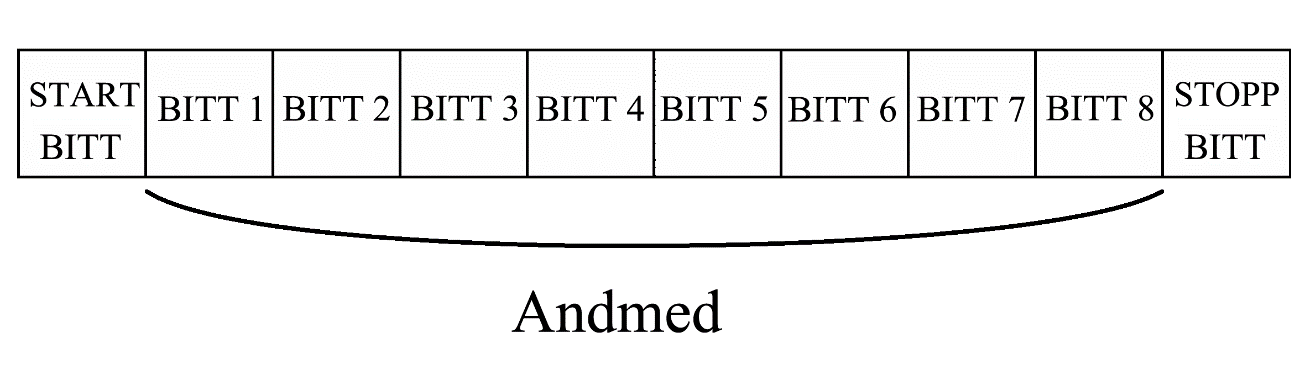 START
BITT
BITT 1
BITT 2
BITT 3
BITT 4
BITT 5
BITT 6
BITT 7
BITT 8
STOPP
BITT
Andmed